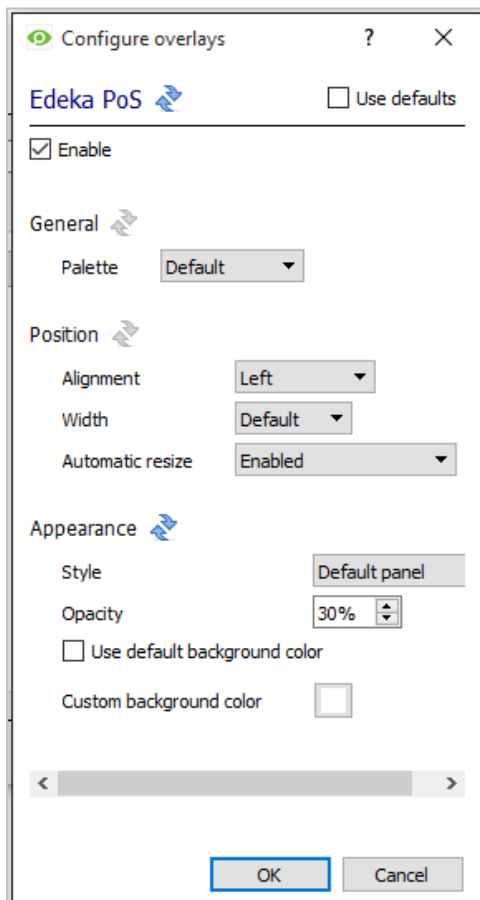 Configure overlays ?
Edeka PoS Use defaults
Enable
General
Palette Default
Position
Alignment Left
Width Default
Automatic resize Enabled
Appearance
Style Default panel
Opacity 30%
Use default background color
Custom background color
OK Cancel